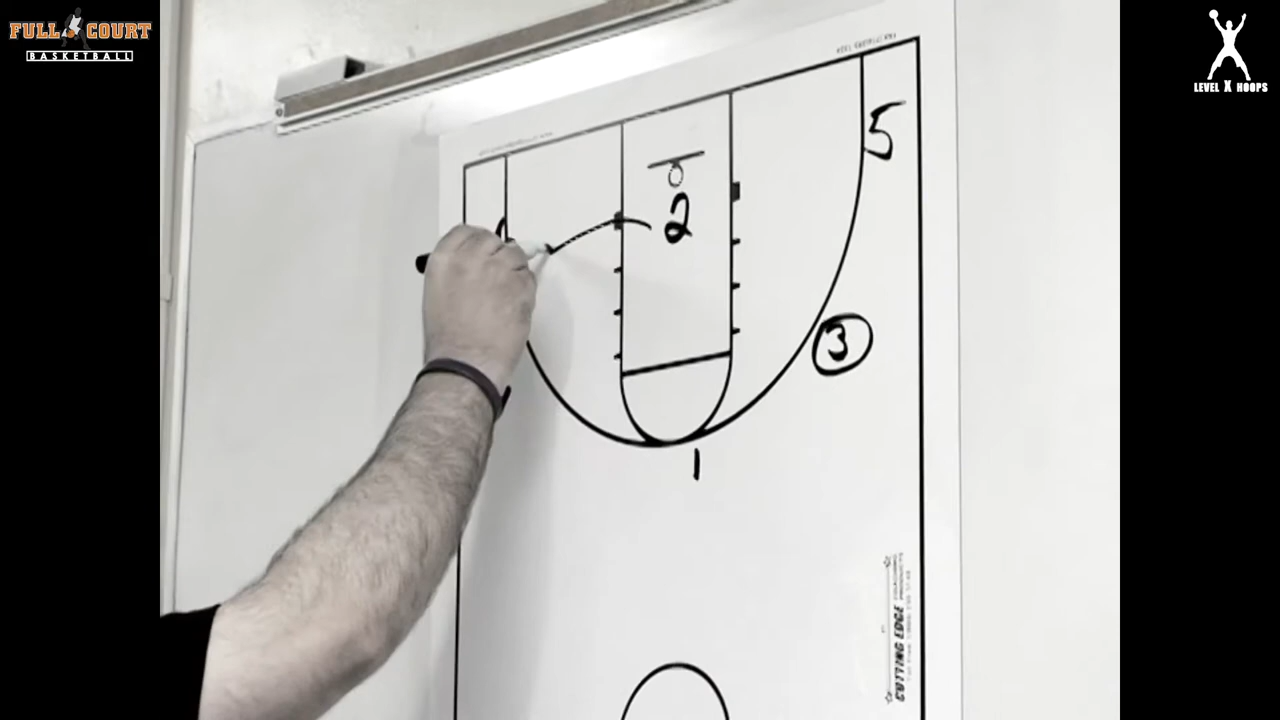 FULL COURT
BASKETBALL
LEVEL X HOOPS
5
2
3
1
CUTTING EDGE